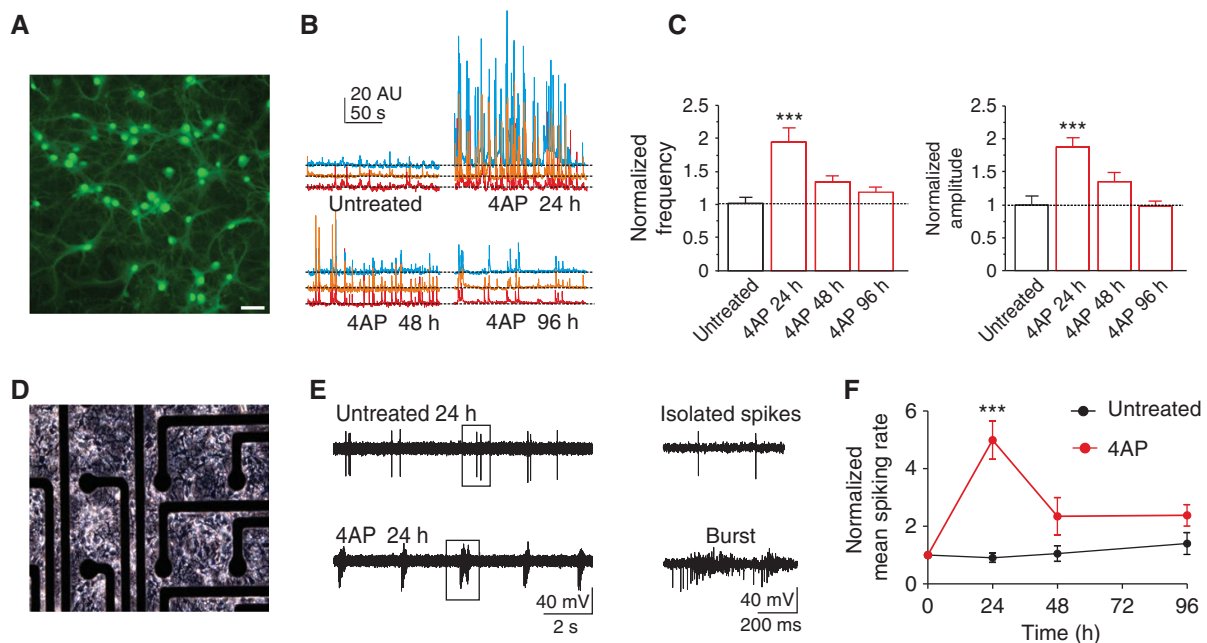 A
B
20 AU
50 s
Untreated
4AP 24 h
4AP 48 h
4AP 96 h
C
Normalized
frequency
2.5
2
1.5
1
0.5
0
***
Untreated
4AP 24 h
4AP 48 h
4AP 96 h
Normalized
amplitude
2.5
2
1.5
1
0.5
0
***
Untreated
4AP 24 h
4AP 48 h
4AP 96 h
D
E
Untreated 24 h
Isolated spikes
4AP 24 h
Burst
40 mV
2 s
40 mV
200 ms
F
Normalized
mean spiking rate
6
4
2
0
***
Untreated
4AP
0 24 48 72 96
Time (h)